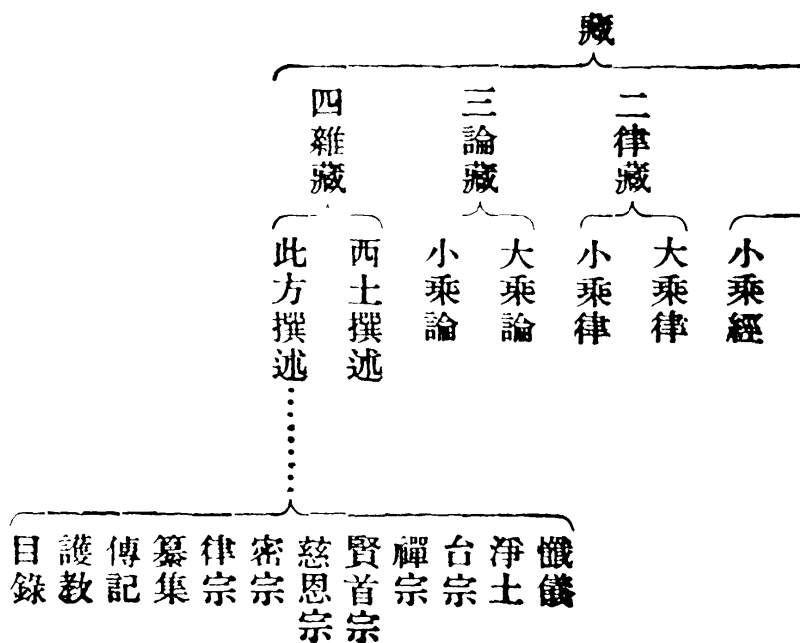 藏
二律藏
三論藏
四雜藏
小乘經
大乘律
小乘律
大乘論
小乘論
西土撰述
此方撰述
懺儀
淨土
台宗
禪宗
賢首宗
慈恩宗
密宗
律宗
纂集
傳記
護教
目錄